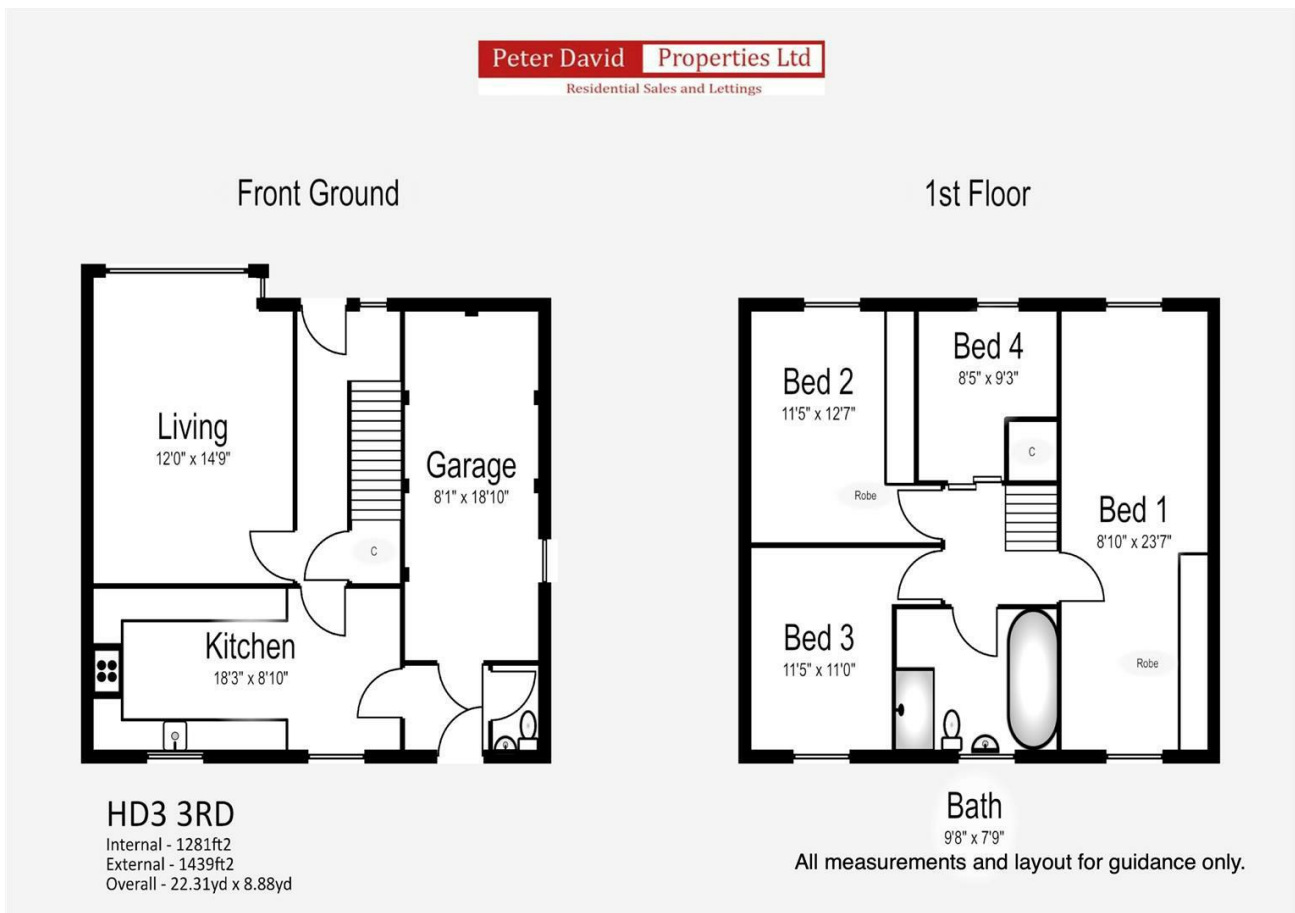 Peter David Properties Ltd
Residential Sales and Lettings
Front Ground
1st Floor
Living
12'0" x 14'9"
Garage
8'1" x 18'10"
C
Kitchen
18'3" x 8'10"
Bed 2
11'5" x 12'7"
Robe
Bed 4
8'5" x 9'3"
C
Bed 1
8'10" x 23'7"
Robe
Bed 3
11'5" x 11'0"
Bath
9'8" x 7'9"
HD3 3RD
Internal - 1281ft2
External - 1439ft2
Overall - 22.31yd x 8.88yd
All measurements and layout for guidance only.